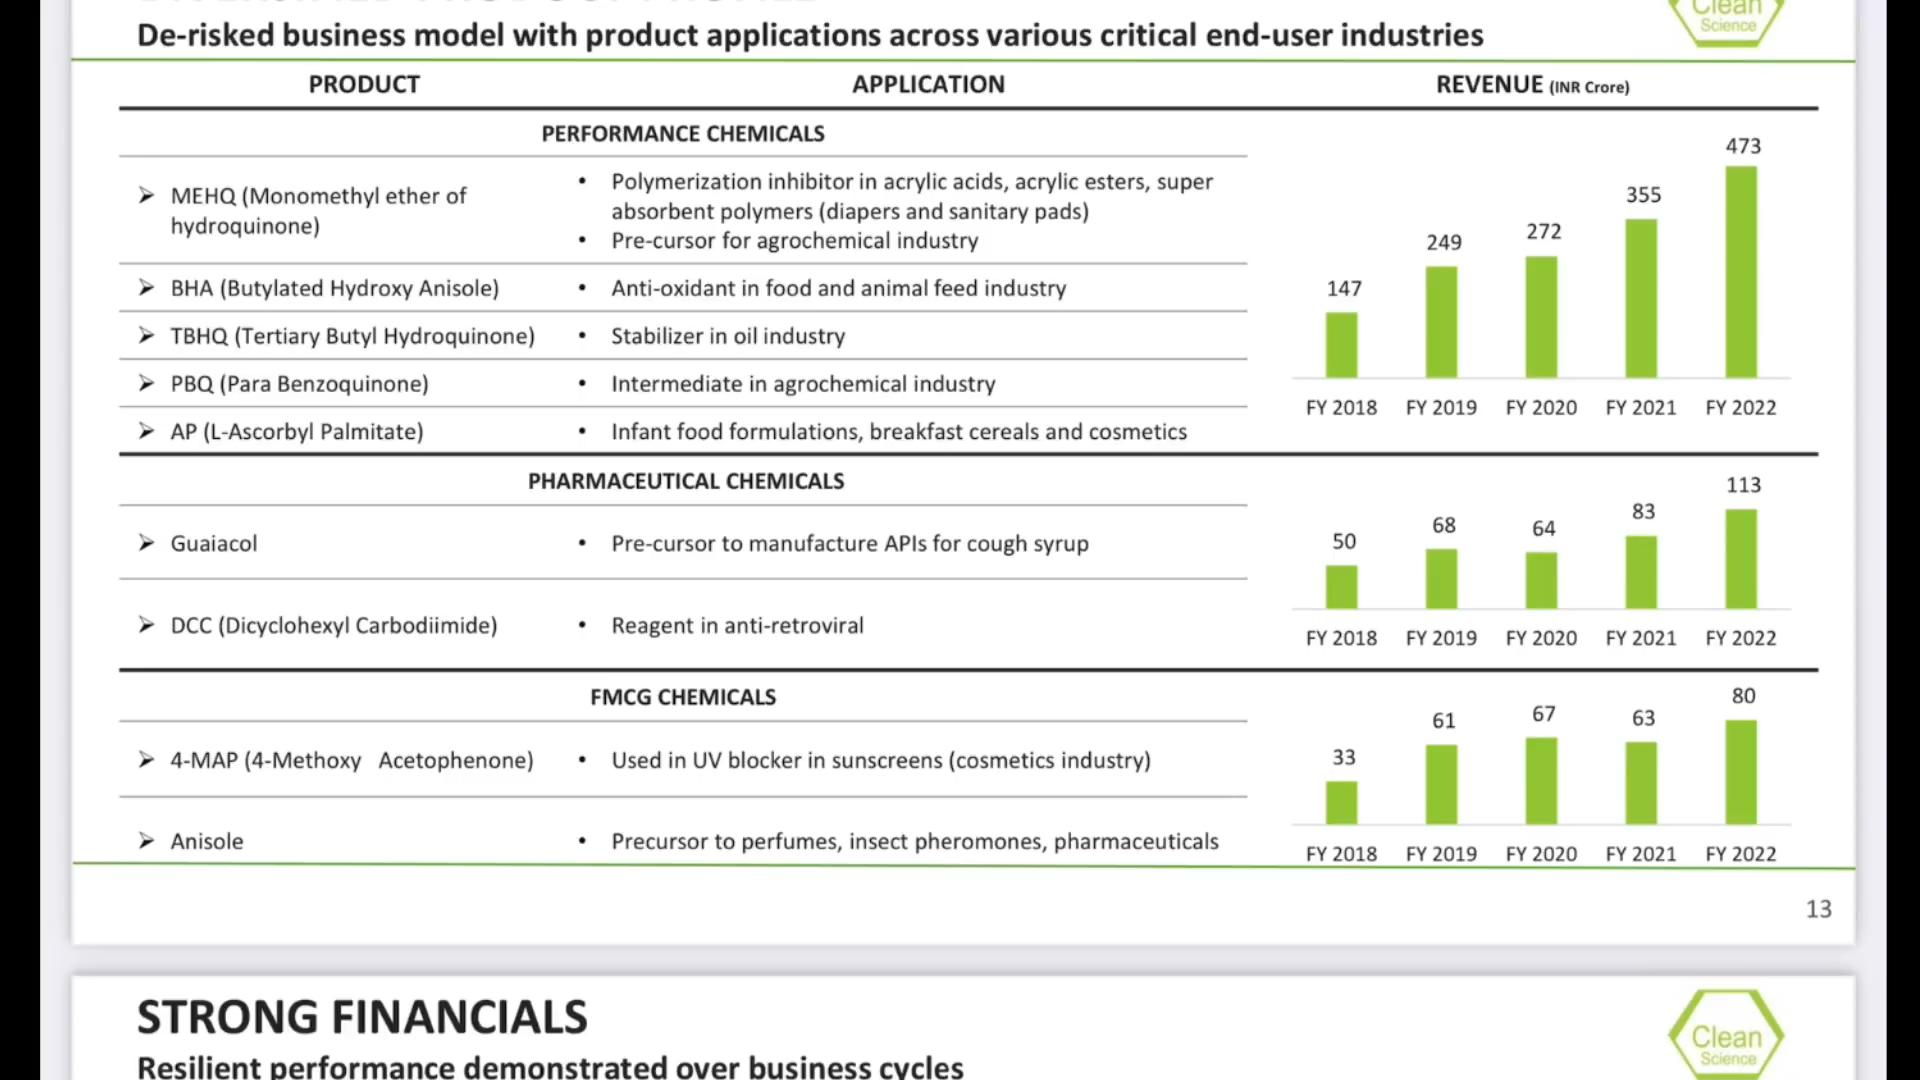 De-risked business model with product applications across various critical end-user industries
Clean
Science
PRODUCT
APPLICATION
REVENUE (INR Crore)
PERFORMANCE CHEMICALS
➢ MEHQ (Monomethyl ether of
hydroquinone)
• Polymerization inhibitor in acrylic acids, acrylic esters, super
absorbent polymers (diapers and sanitary pads)
• Pre-cursor for agrochemical industry
➢ BHA (Butylated Hydroxy Anisole)
• Anti-oxidant in food and animal feed industry
➢ TBHQ (Tertiary Butyl Hydroquinone)
• Stabilizer in oil industry
➢ PBQ (Para Benzoquinone)
• Intermediate in agrochemical industry
➢ AP (L-Ascorbyl Palmitate)
• Infant food formulations, breakfast cereals and cosmetics
147 249 272 355 473
FY 2018 FY 2019 FY 2020 FY 2021 FY 2022
PHARMACEUTICAL CHEMICALS
➢ Guaiacol
• Pre-cursor to manufacture APIs for cough syrup
➢ DCC (Dicyclohexyl Carbodiimide)
• Reagent in anti-retroviral
50 68 64 83 113
FY 2018 FY 2019 FY 2020 FY 2021 FY 2022
FMCG CHEMICALS
➢ 4-MAP (4-Methoxy Acetophenone)
• Used in UV blocker in sunscreens (cosmetics industry)
➢ Anisole
• Precursor to perfumes, insect pheromones, pharmaceuticals
33 61 67 63 80
FY 2018 FY 2019 FY 2020 FY 2021 FY 2022
13
STRONG FINANCIALS
Resilient performance demonstrated over business cycles
Clean
Science